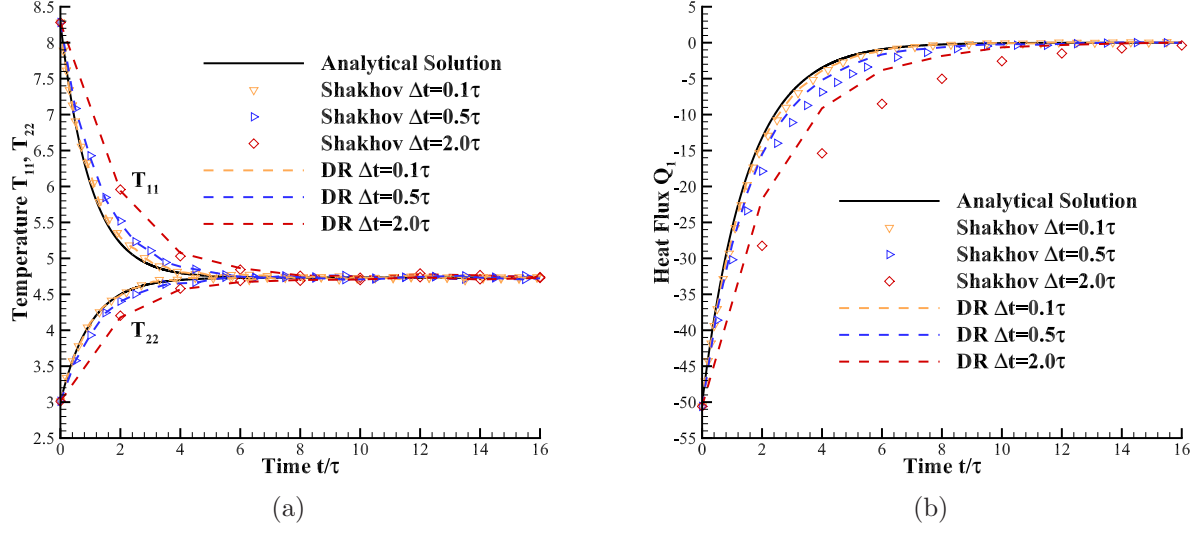 8
7.5
7
6.5
6
5.5
5
4.5
4
3.5
3
2.5
Temperature T11, T22
Analytical Solution
Shakhov Δt=0.1τ
Shakhov Δt=0.5τ
Shakhov Δt=2.0τ
DR Δt=0.1τ
DR Δt=0.5τ
DR Δt=2.0τ
T11
T22
0 2 4 6 8 10 12 14 16
Time t/τ
(a)
5
0
-5
-10
-15
-20
-25
-30
-35
-40
-45
-50
-55
Heat Flux Q1
Analytical Solution
Shakhov Δt=0.1τ
Shakhov Δt=0.5τ
Shakhov Δt=2.0τ
DR Δt=0.1τ
DR Δt=0.5τ
DR Δt=2.0τ
0 2 4 6 8 10 12 14 16
Time t/τ
(b)